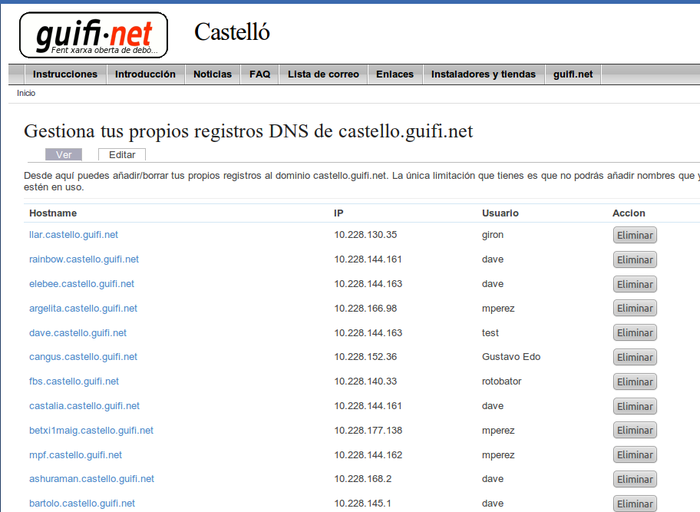 guifi·net
Fent xarxa oberta de debò...
Castelló
Instrucciones Introducción Noticias FAQ Lista de correo Enlaces Instaladores y tiendas guifi.net
Inicio
Gestiona tus propios registros DNS de castello.guifi.net
Ver Editar
Desde aquí puedes añadir/borrar tus propios registros al dominio castello.guifi.net. La única limitación que tienes es que no podrás añadir nombres que
estén en uso.
Hostname IP Usuario Accion
llar.castello.guifi.net 10.228.130.35 giron Eliminar
rainbow.castello.guifi.net 10.228.144.161 dave Eliminar
elebee.castello.guifi.net 10.228.144.163 dave Eliminar
argelita.castello.guifi.net 10.228.166.98 mperez Eliminar
dave.castello.guifi.net 10.228.144.163 test Eliminar
cangus.castello.guifi.net 10.228.152.36 Gustavo Edo Eliminar
fbs.castello.guifi.net 10.228.140.33 rotobator Eliminar
castalia.castello.guifi.net 10.228.144.161 dave Eliminar
betxi1maig.castello.guifi.net 10.228.177.138 mperez Eliminar
mpf.castello.guifi.net 10.228.144.162 mperez Eliminar
ashuraman.castello.guifi.net 10.228.168.2 dave Eliminar
bartolo.castello.guifi.net 10.228.145.1 dave Eliminar